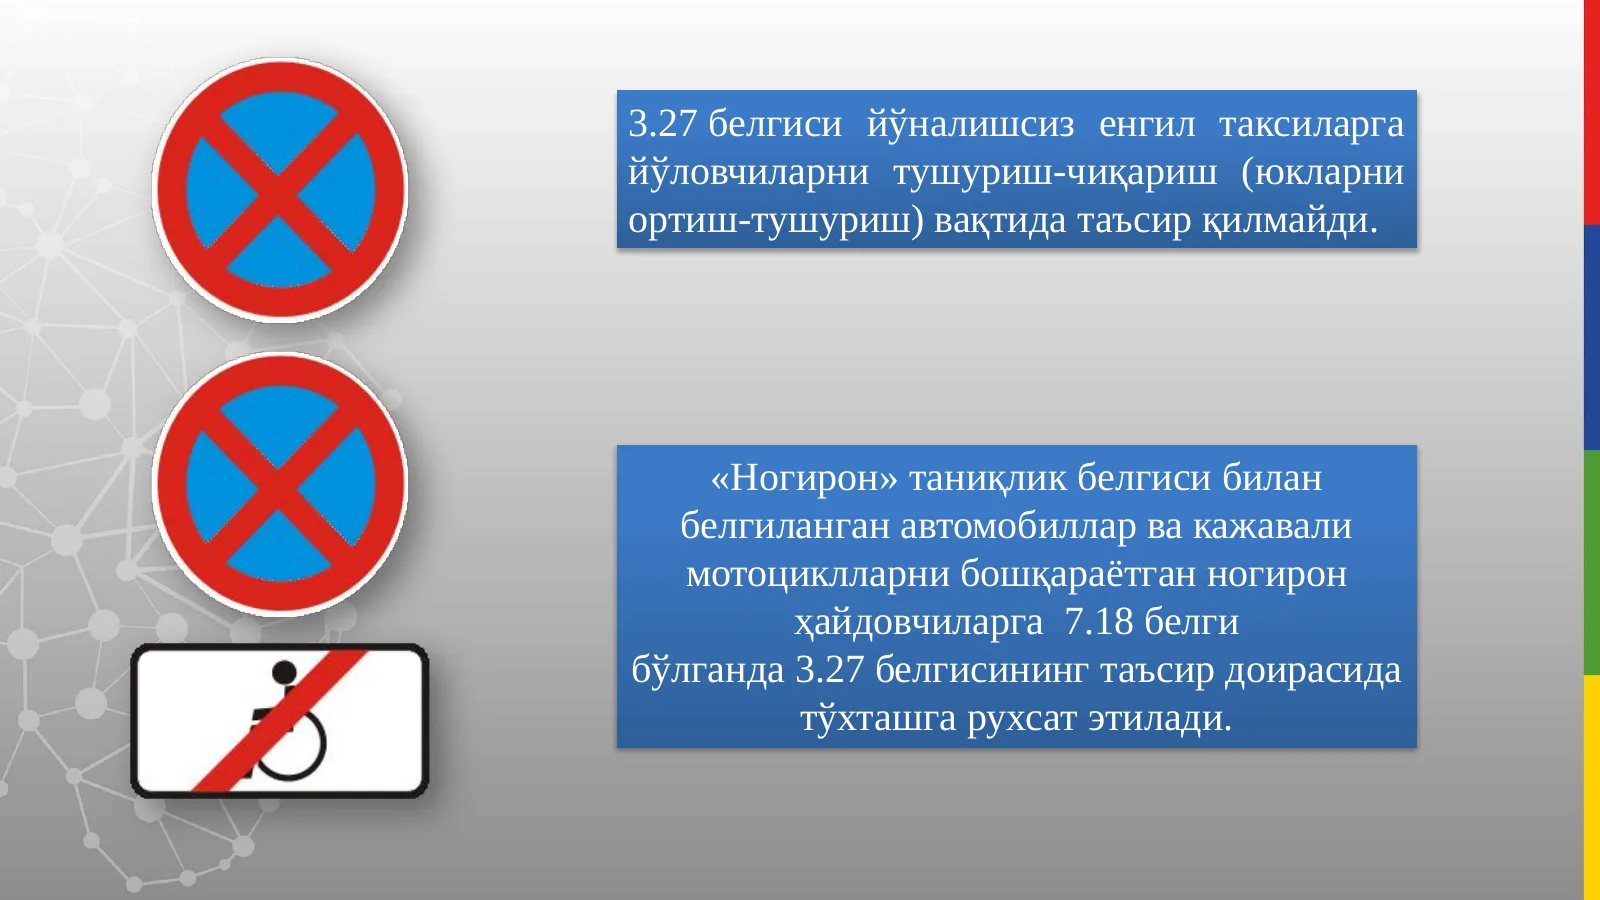 3.27 белгиси йўналишсиз енгил таксиларга
йўловчиларни тушуриш-чиқариш (юкларни
ортиш-тушуриш) вақтида таъсир қилмайди.
«Ногирон» таниқлик белгиси билан
белгиланган автомобиллар ва кажавали
мотоциклларни бошқараётган ногирон
ҳайдовчиларга 7.18 белги
бўлганда 3.27 белгисининг таъсир доирасида
тўхташга рухсат этилади.